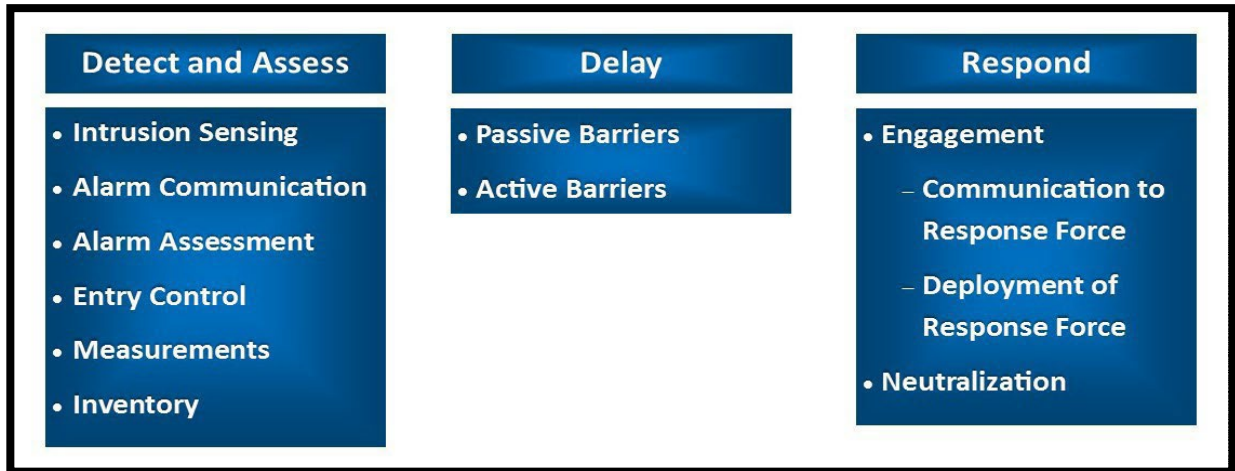 Detect and Assess
• Intrusion Sensing
• Alarm Communication
• Alarm Assessment
• Entry Control
• Measurements
• Inventory
Delay
• Passive Barriers
• Active Barriers
Respond
• Engagement
– Communication to
Response Force
– Deployment of
Response Force
• Neutralization